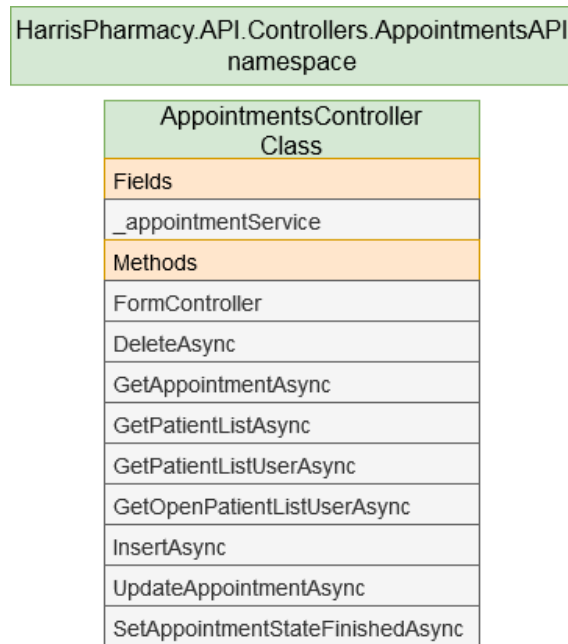 HarrisPharmacy.API.Controllers.AppointmentsAPI
namespace
AppointmentsController
Class
Fields
_appointmentService
Methods
FormController
DeleteAsync
GetAppointmentAsync
GetPatientListAsync
GetPatientListUserAsync
GetOpenPatientListUserAsync
InsertAsync
UpdateAppointmentAsync
SetAppointmentStateFinishedAsync